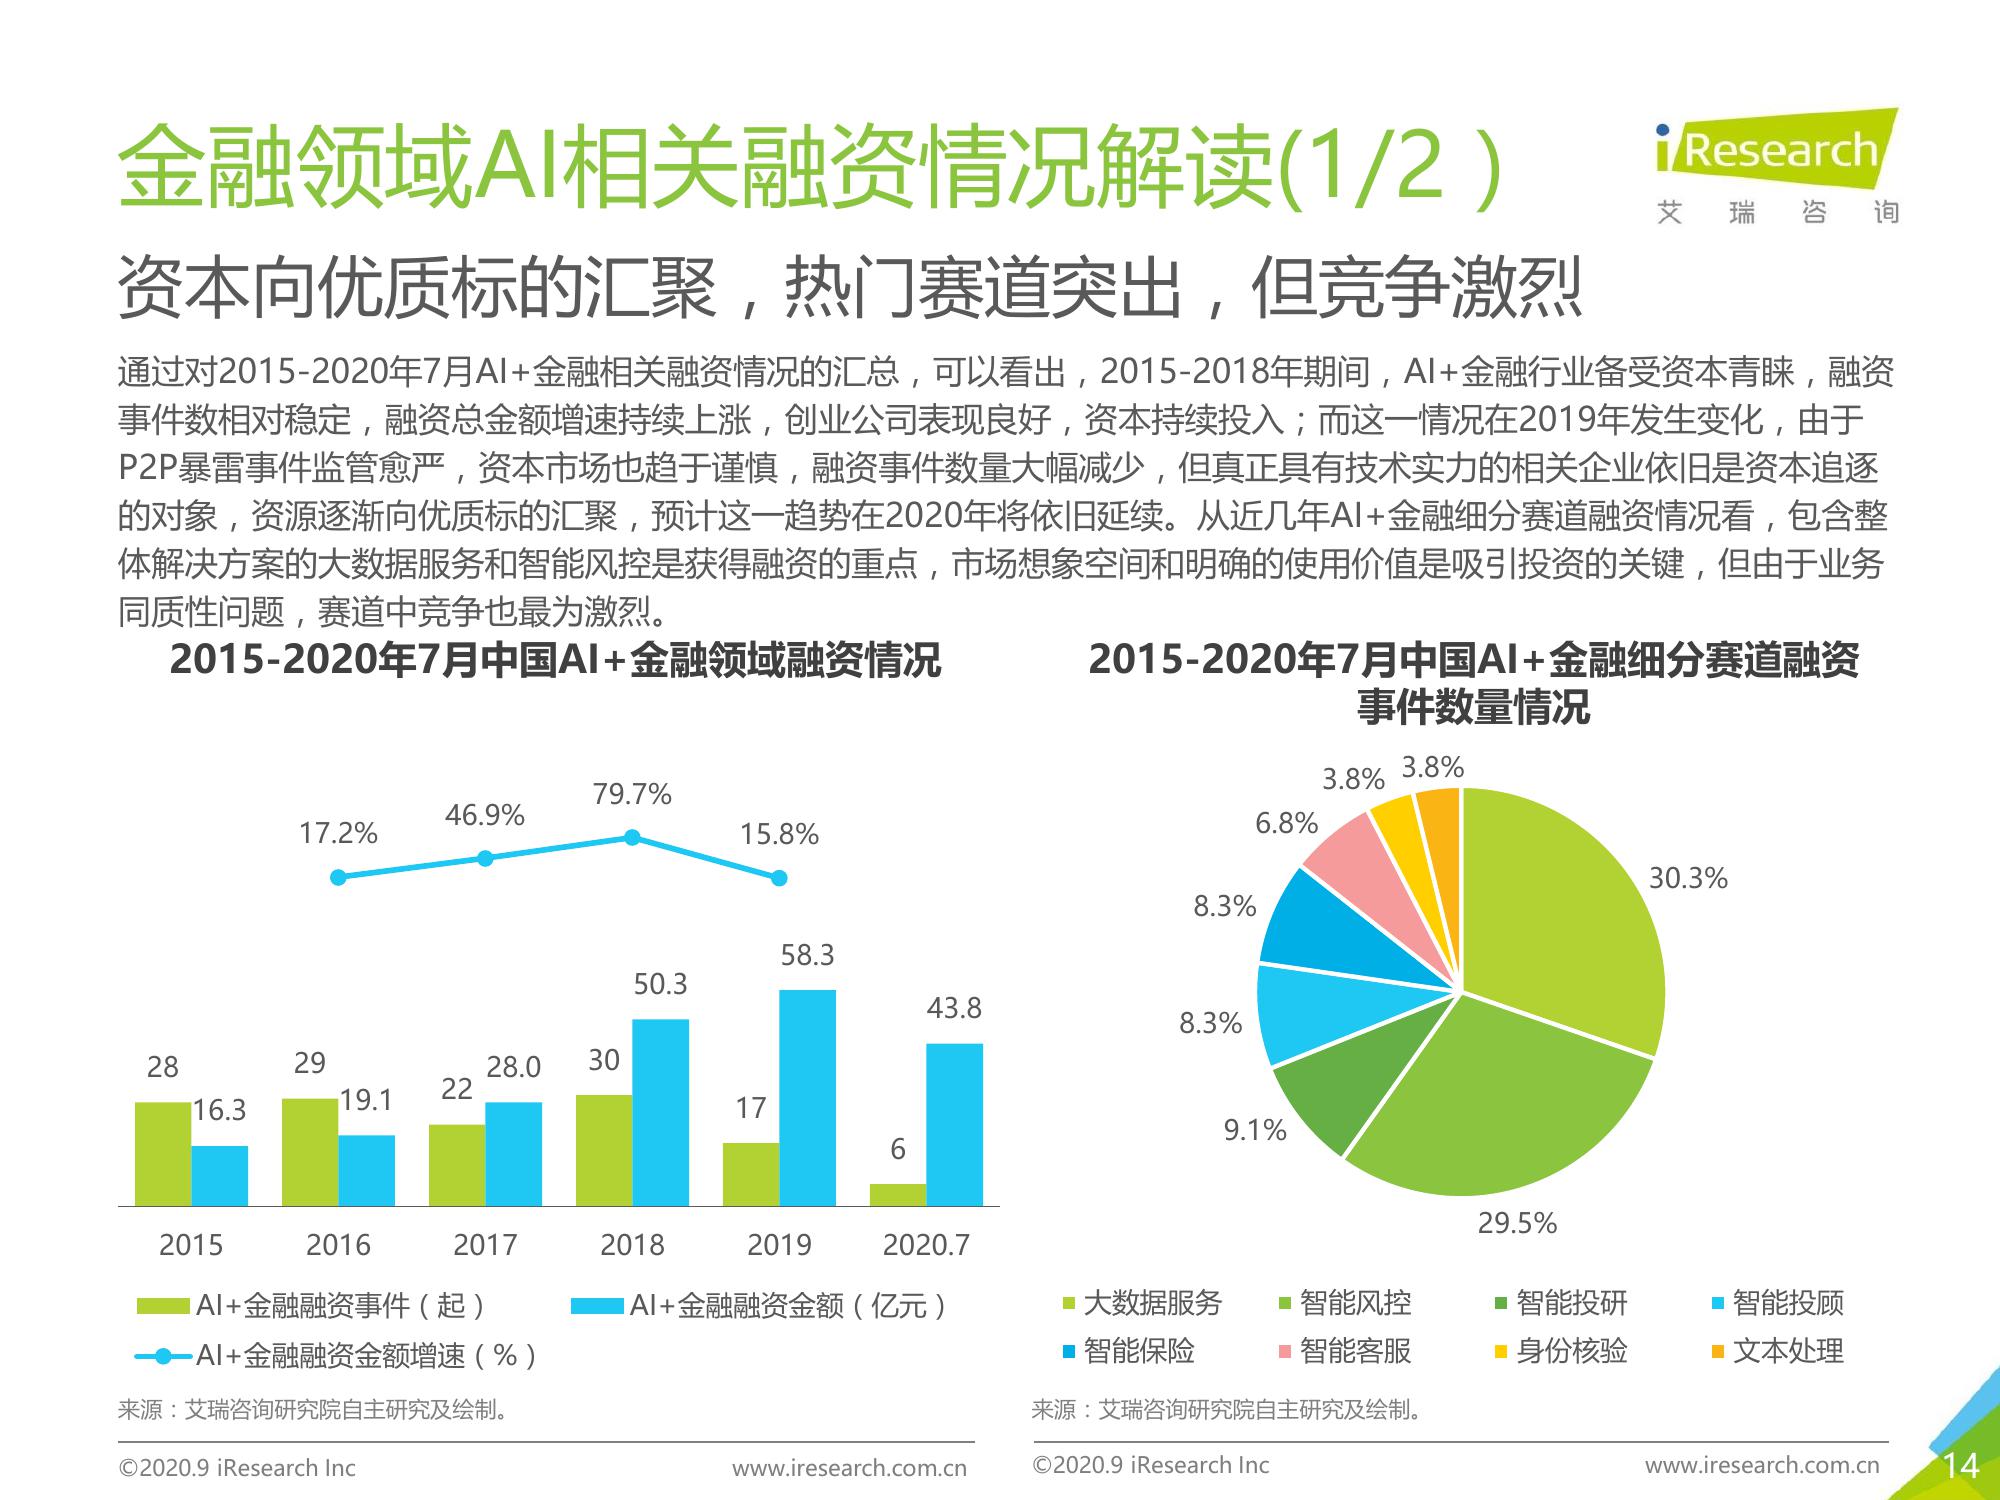 金融领域AI相关融资情况解读(1/2）
iResearch
艾瑞咨询
资本向优质标的汇聚，热门赛道突出，但竞争激烈
通过对2015-2020年7月AI+金融相关融资情况的汇总，可以看出，2015-2018年期间，AI+金融行业备受资本青睐，融资
事件数相对稳定，融资总金额增速持续上涨，创业公司表现良好，资本持续投入；而这一情况在2019年发生变化，由于
P2P暴雷事件监管愈严，资本市场也趋于谨慎，融资事件数量大幅减少，但真正具有技术实力的相关企业依旧是资本追逐
的对象，资源逐渐向优质标的汇聚，预计这一趋势在2020年将依旧延续。从近几年AI+金融细分赛道融资情况看，包含整
体解决方案的大数据服务和智能风控是获得融资的重点，市场想象空间和明确的使用价值是吸引投资的关键，但由于业务
同质性问题，赛道中竞争也最为激烈。
2015-2020年7月中国AI+金融领域融资情况
17.2%
46.9%
79.7%
15.8%
28
16.3
29
19.1
22
28.0
30
50.3
17
58.3
6
43.8
2015
2016
2017
2018
2019
2020.7
AI+金融融资事件（起）
AI+金融融资金额（亿元）
AI+金融融资金额增速（%）
来源：艾瑞咨询研究院自主研究及绘制。
©2020.9 iResearch Inc
www.iresearch.com.cn
2015-2020年7月中国AI+金融细分赛道融资
事件数量情况
3.8%
3.8%
6.8%
8.3%
8.3%
9.1%
29.5%
30.3%
大数据服务
智能风控
智能投研
智能投顾
智能保险
智能客服
身份核验
文本处理
来源：艾瑞咨询研究院自主研究及绘制。
©2020.9 iResearch Inc
www.iresearch.com.cn
14